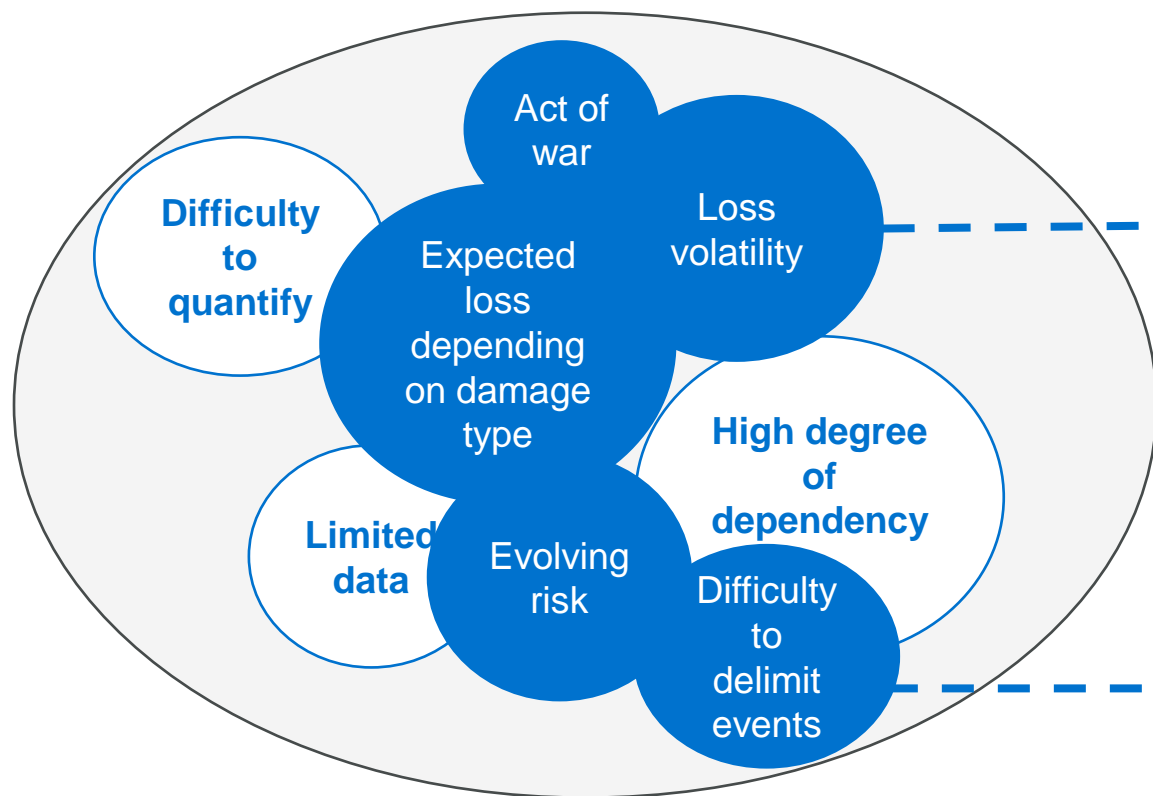 Act of
war
Difficulty
to
quantify
Loss
volatility
Expected
loss
depending
on damage
type
High degree
of
dependency
Limited
data
Evolving
risk
Difficulty
to
delimit
events